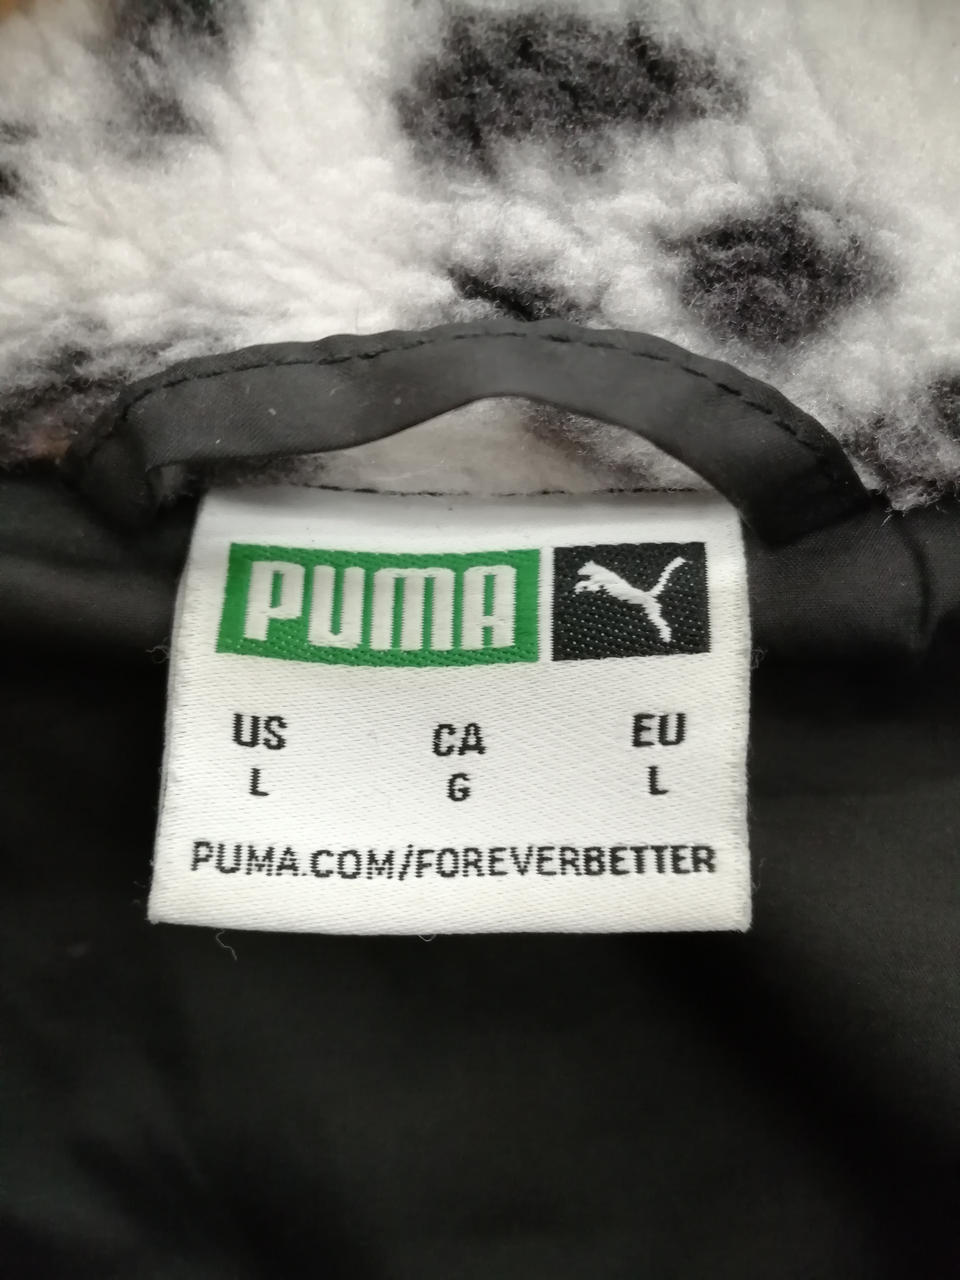 PUMA
US CA EU
L G L
PUMA.COM/FOREVERBETTER